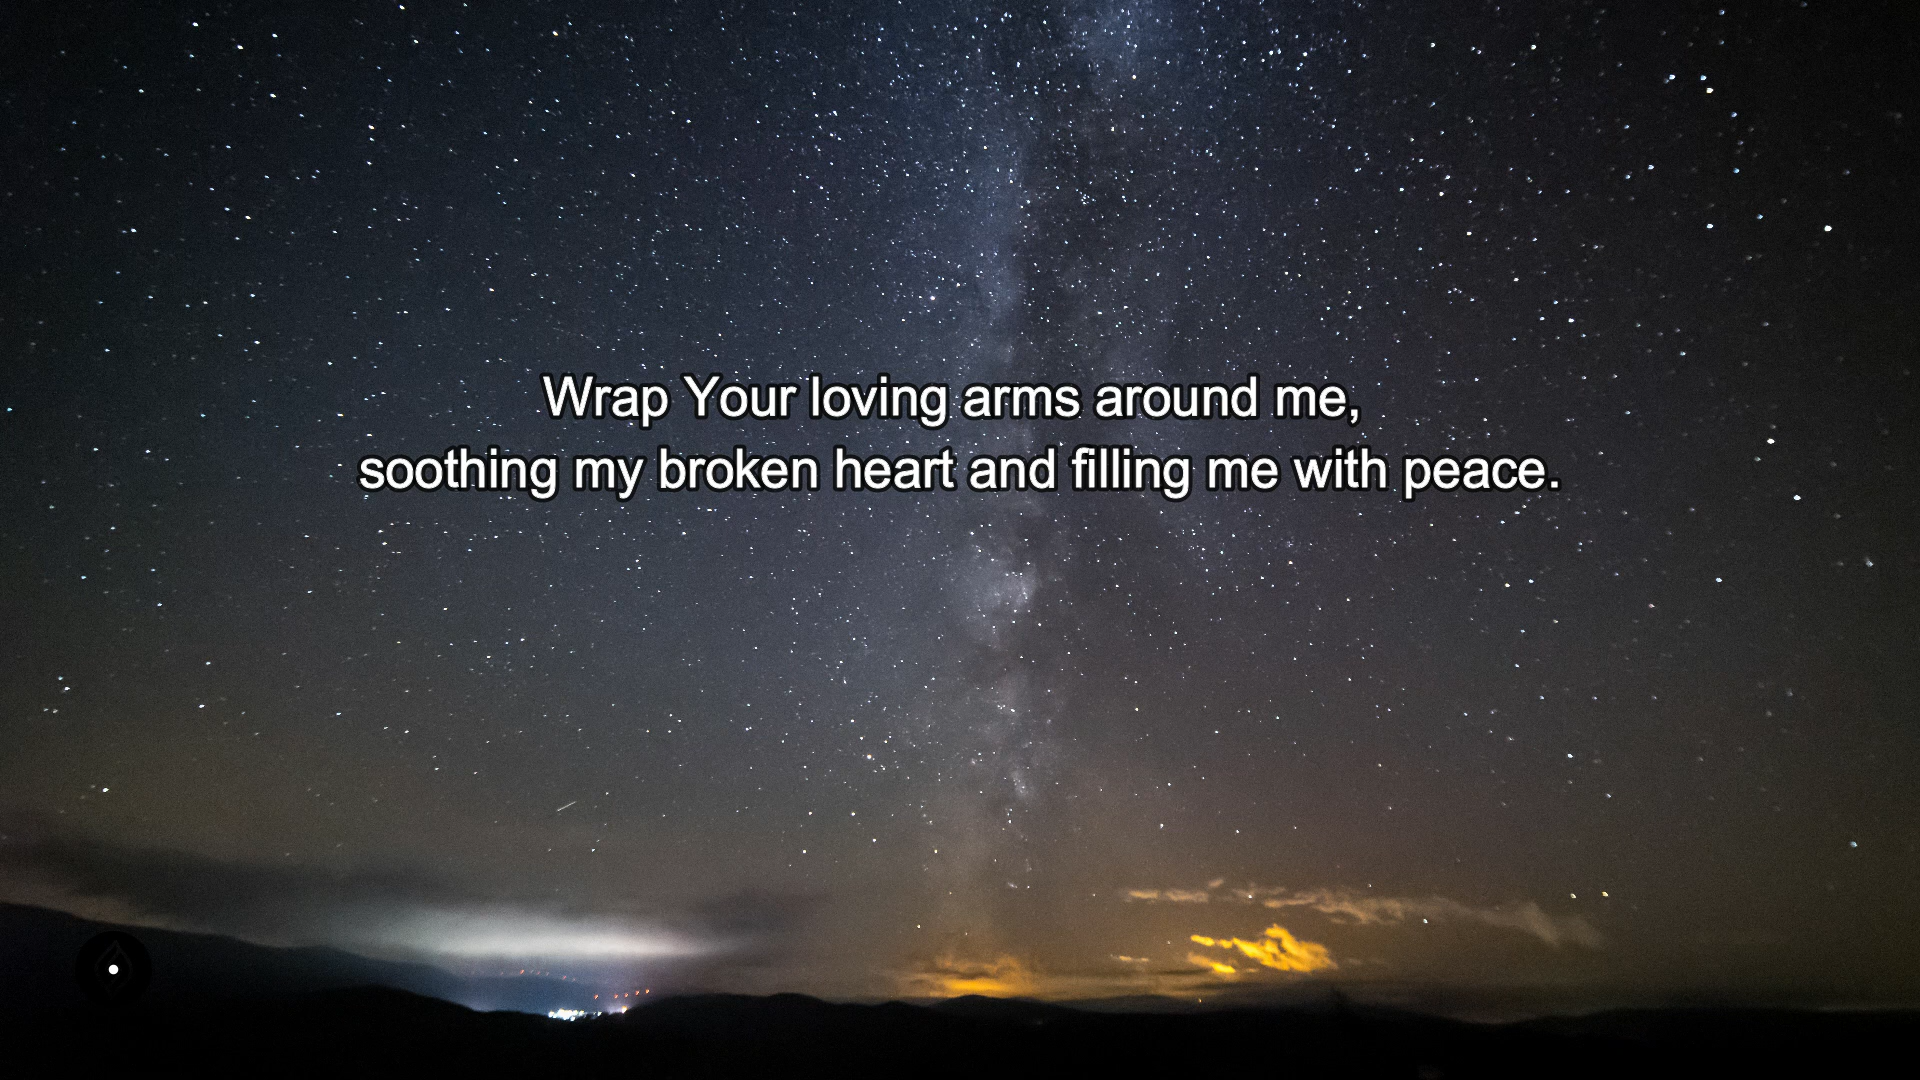 Wrap Your loving arms around me,
soothing my broken heart and filling me with peace.